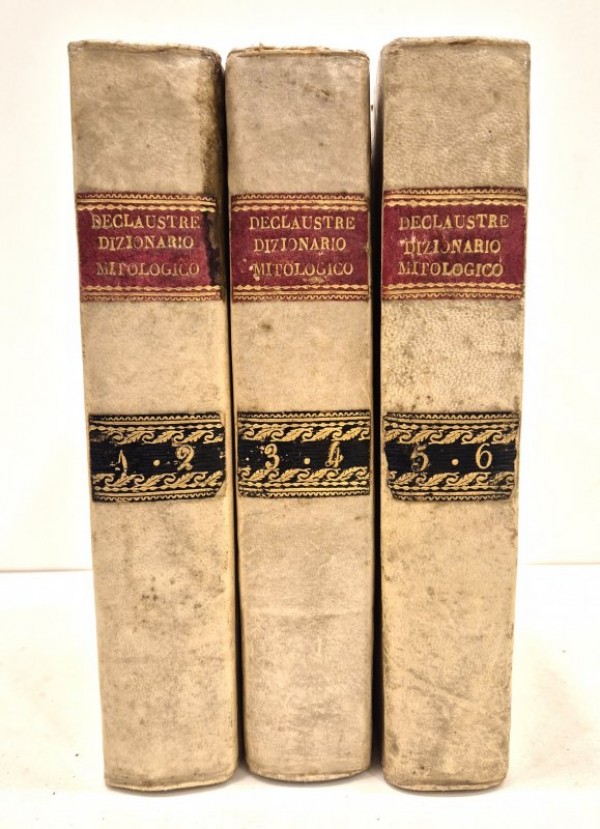 DECLAUSTRE
DIZIONARIO
MITOLOGICO
1 · 2
DECLAUSTRE
DIZIONARIO
MITOLOGICO
3 · 4
DECLAUSTRE
DIZIONARIO
MITOLOGICO
5 · 6